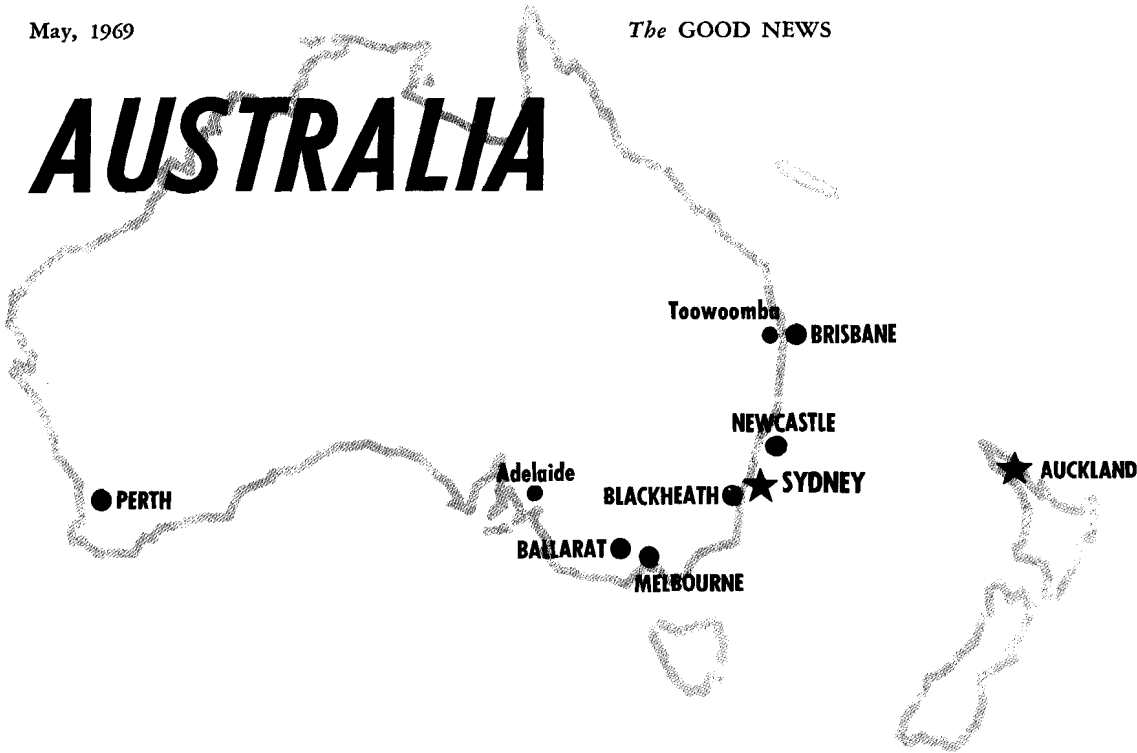 May, 1969
The GOOD NEWS
AUSTRALIA
Toowoomba
BRISBANE
NEWCASTLE
Adelaide
SYDNEY
AUCKLAND
PERTH
BLACKHEATH
BALLARAT
MELBOURNE